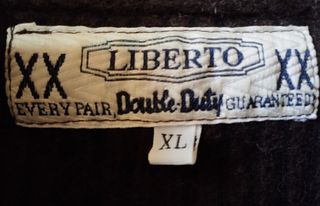 XX LIBERTO XX
EVERY PAIR, Double-Duty GUARANTEED
XL